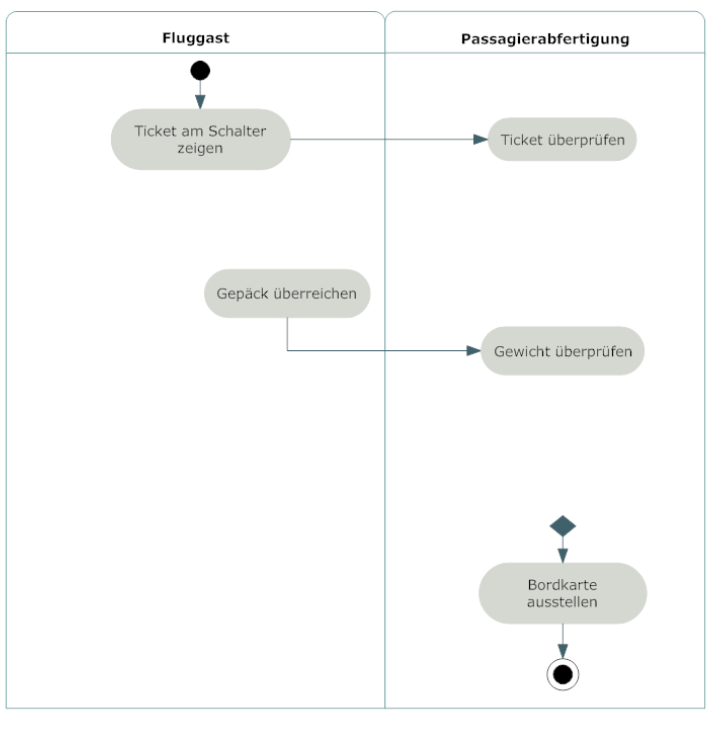 Fluggast
Passagierabfertigung
Ticket am Schalter
zeigen
Ticket überprüfen
Gepäck überreichen
Gewicht überprüfen
Bordkarte
ausstellen